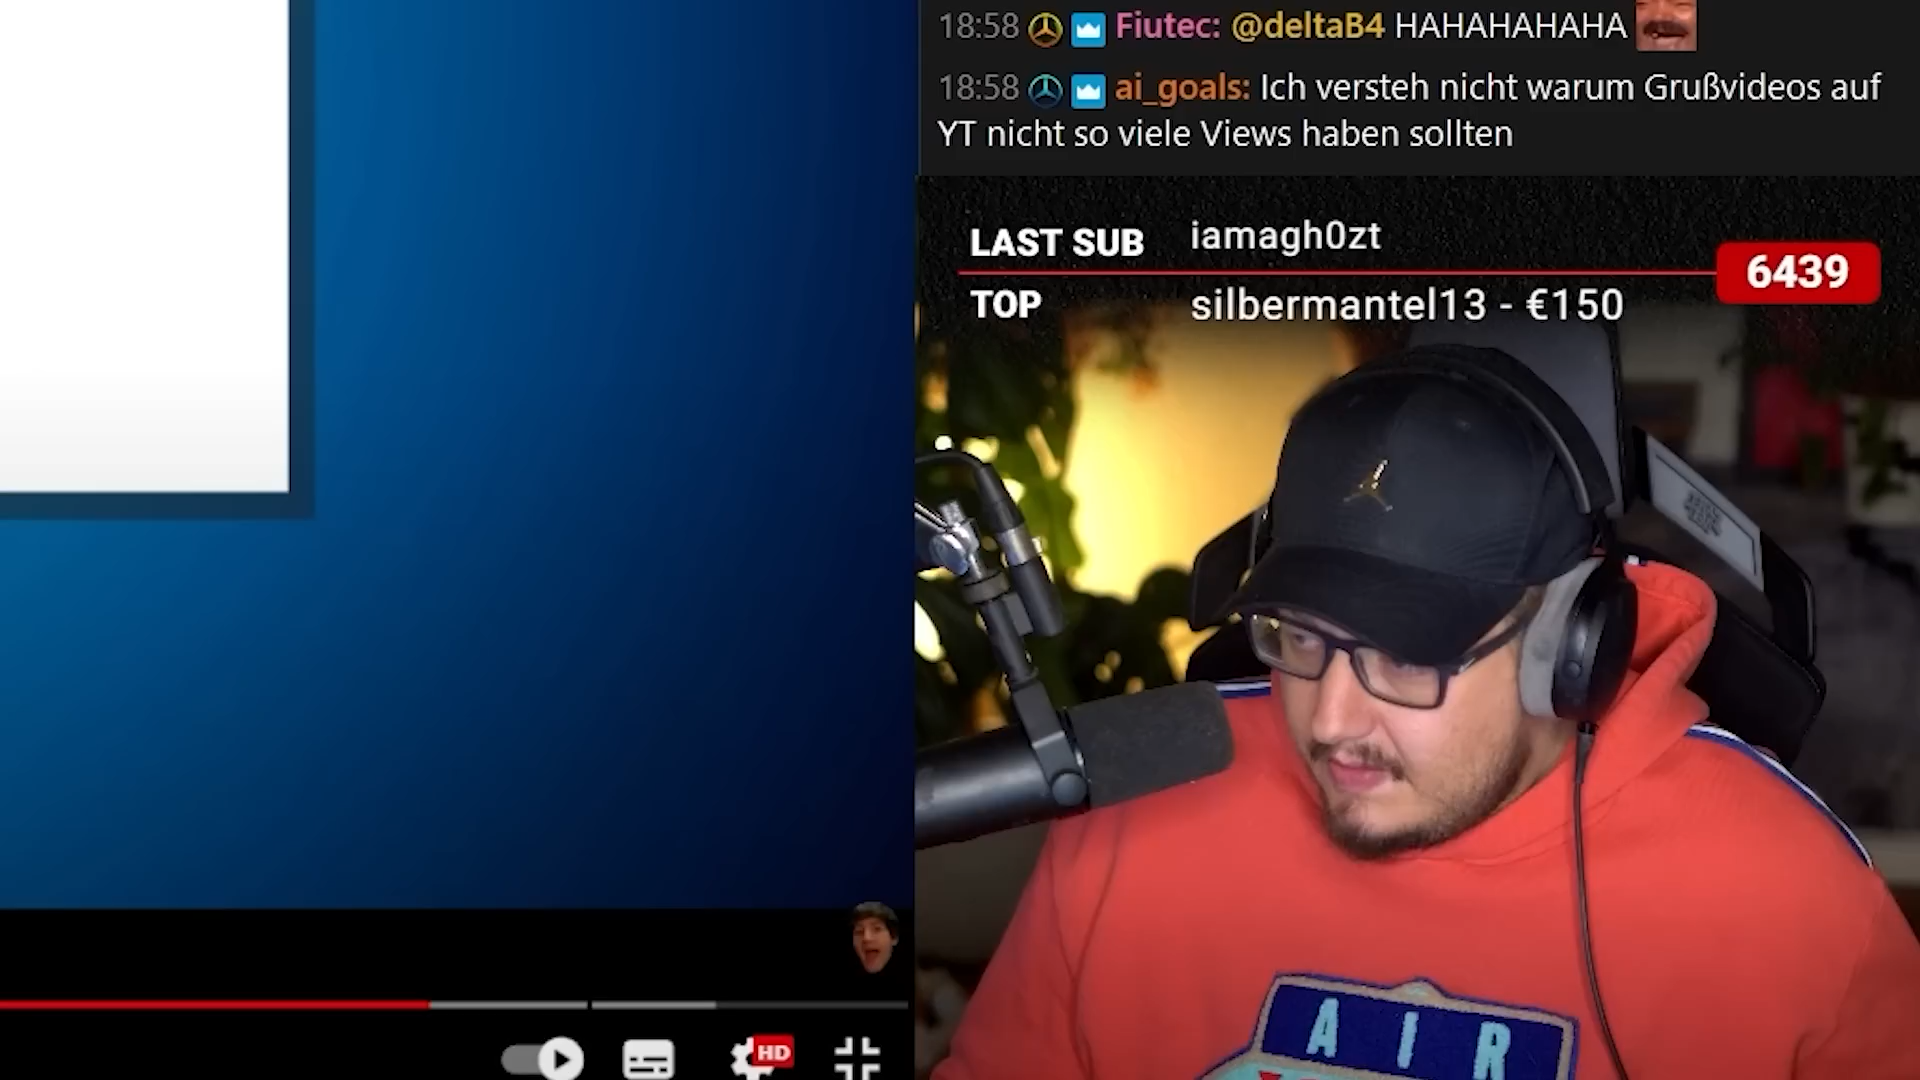 18:58 Fiutec: @deltaB4 HAHAHAHAHA
18:58 ai_goals: Ich versteh nicht warum Grußvideos auf
YT nicht so viele Views haben sollten
LAST SUB iamagh0zt
6439
TOP silbermantel13 - €150
AIR
HD